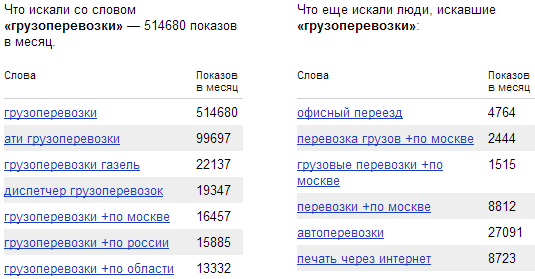 Что искали со словом
«грузоперевозки» — 514680 показов
в месяц.
Слова Показов
в месяц
грузоперевозки 514680
ати грузоперевозки 99697
грузоперевозки газель 22137
диспетчер грузоперевозок 19347
грузоперевозки +по москве 16457
грузоперевозки +по россии 15885
грузоперевозки +по области 13332
Что еще искали люди, искавшие
«грузоперевозки»:
Слова Показов
в месяц
офисный переезд 4764
перевозка грузов +по москве 2444
грузовые перевозки +по 1515
москве
перевозки +по москве 8812
автоперевозки 27091
печать через интернет 8723